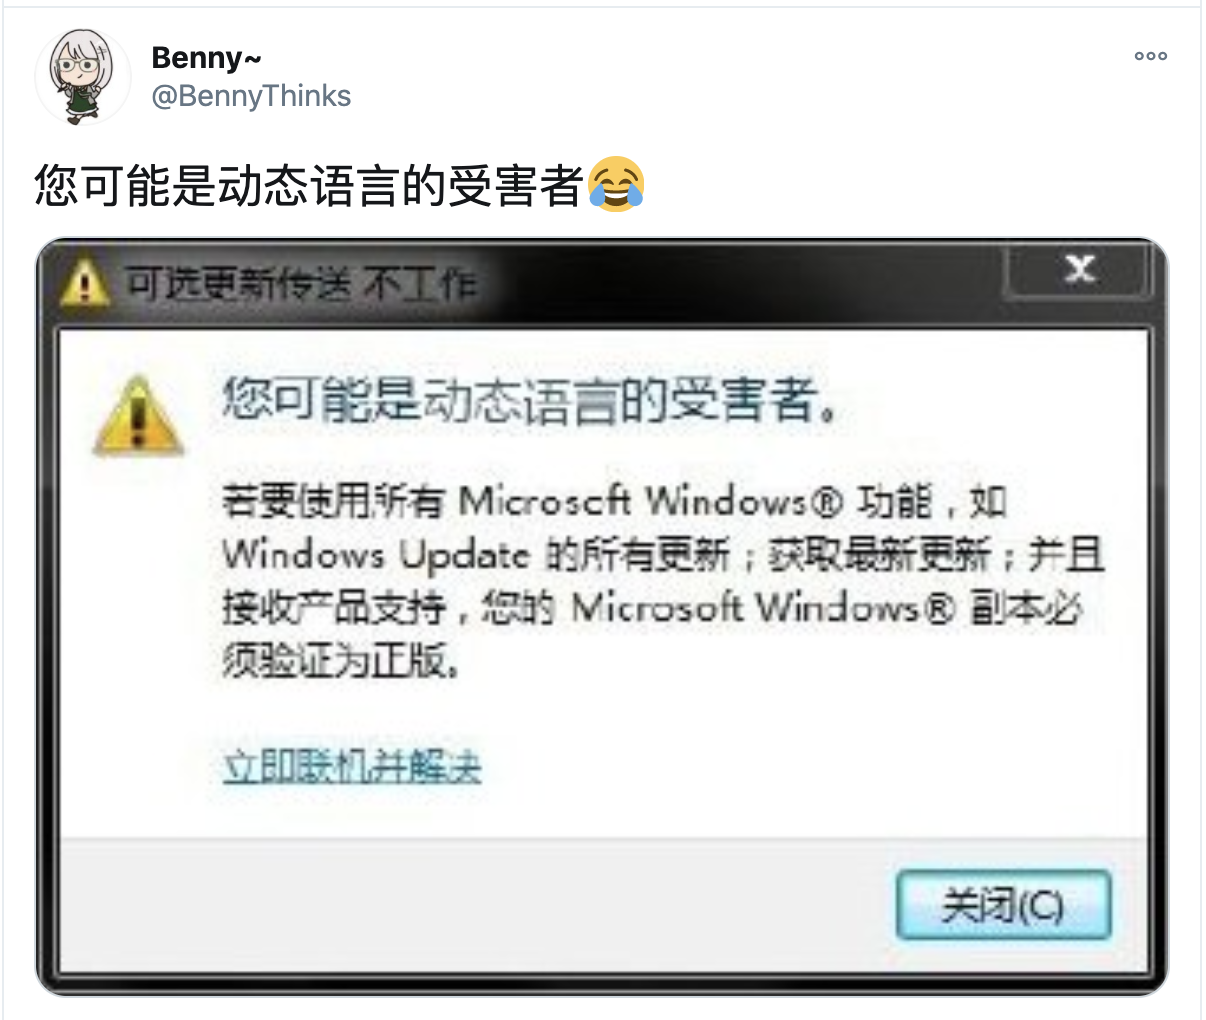 Benny~
@BennyThinks
您可能是动态语言的受害者😂
可选更新传送 不工作
X
您可能是动态语言的受害者。
若要使用所有 Microscft Windows® 功能，如
Windows Update 的所有更新；获取最新更新；并且
接收产品支持，您的 Microsoft Windows® 副本必
须验证为正版。
立即联机并解决
关闭(C)